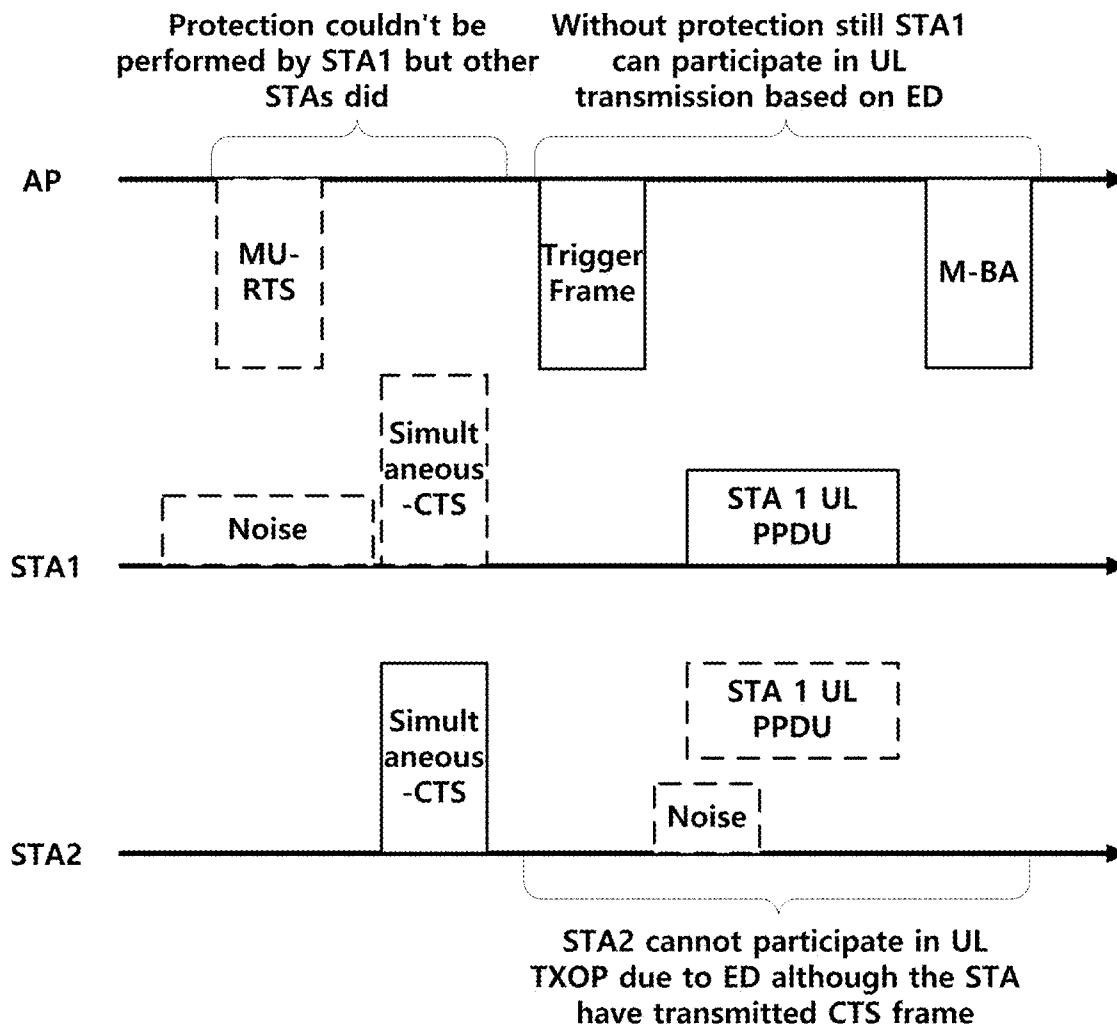 Protection couldn't be
performed by STA1 but other
STAs did
Without protection still STA1
can participate in UL
transmission based on ED
AP
MU-
RTS
Trigger
Frame
M-BA
Simult
aneous
-CTS
Noise
STA 1 UL
PPDU
STA1
Simult
aneous
-CTS
STA 1 UL
PPDU
Noise
STA2
STA2 cannot participate in UL
TXOP due to ED although the STA
have transmitted CTS frame